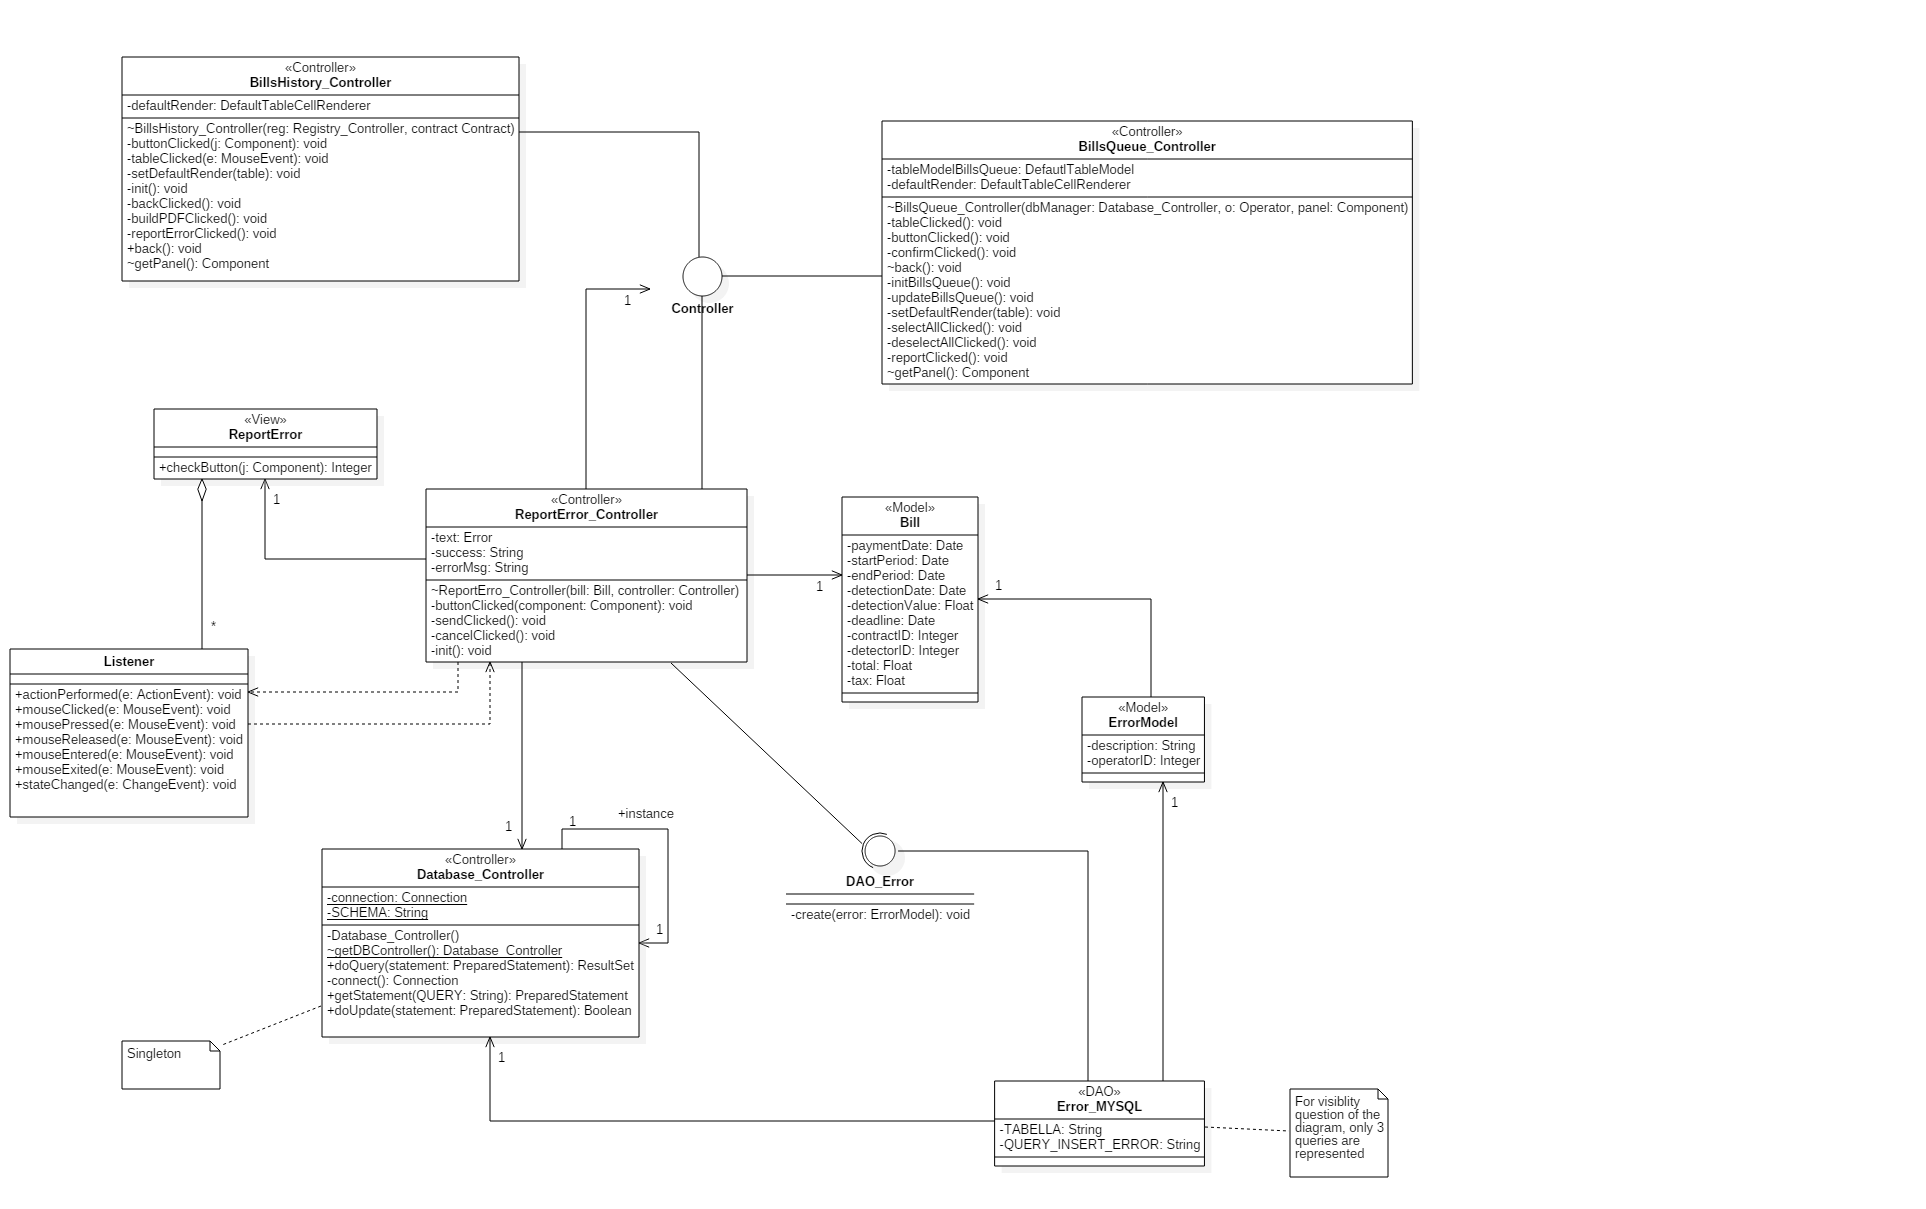 «Controller»
BillsHistory_Controller
-defaultRender: DefaultTableCellRenderer
~BillsHistory_Controller(reg: Registry_Controller, contract Contract)
-buttonClicked(j: Component): void
-tableClicked(e: MouseEvent): void
-setDefaultRender(table): void
-init(): void
-backClicked(): void
-buildPDFClicked(): void
-reportErrorClicked(): void
+back(): void
~getPanel(): Component
«Controller»
BillsQueue_Controller
-tableModelBillsQueue: DefautlTableModel
-defaultRender: DefaultTableCellRenderer
~BillsQueue_Controller(dbManager: Database_Controller, o: Operator, panel: Component)
-tableClicked(): void
-buttonClicked(): void
-confirmClicked(): void
~back(): void
-initBillsQueue(): void
-updateBillsQueue(): void
-setDefaultRender(table): void
-selectAllClicked(): void
-deselectAllClicked(): void
-reportClicked(): void
~getPanel(): Component
1
Controller
«View»
ReportError
+checkButton(j: Component): Integer
1
*
«Controller»
ReportError_Controller
-text: Error
-success: String
-errorMsg: String
~ReportErro_Controller(bill: Bill, controller: Controller)
-buttonClicked(component: Component): void
-sendClicked(): void
-cancelClicked(): void
-init(): void
1
«Model»
Bill
-paymentDate: Date
-startPeriod: Date
-endPeriod: Date
-detectionDate: Date
-detectionValue: Float
-deadline: Date
-contractID: Integer
-detectorID: Integer
-total: Float
-tax: Float
1
Listener
+actionPerformed(e: ActionEvent): void
+mouseClicked(e: MouseEvent): void
+mousePressed(e: MouseEvent): void
+mouseReleased(e: MouseEvent): void
+mouseEntered(e: MouseEvent): void
+mouseExited(e: MouseEvent): void
+stateChanged(e: ChangeEvent): void
«Model»
ErrorModel
-description: String
-operatorID: Integer
1
1
1
+instance
1
«Controller»
Database_Controller
-connection: Connection
-SCHEMA: String
-Database_Controller()
~getDBController(): Database_Controller
+doQuery(statement: PreparedStatement): ResultSet
-connect(): Connection
+getStatement(QUERY: String): PreparedStatement
+doUpdate(statement: PreparedStatement): Boolean
1
DAO_Error
-create(error: ErrorModel): void
Singleton
«DAO»
Error_MYSQL
-TABELLA: String
-QUERY_INSERT_ERROR: String
For visiblity
question of the
diagram, only 3
queries are
represented